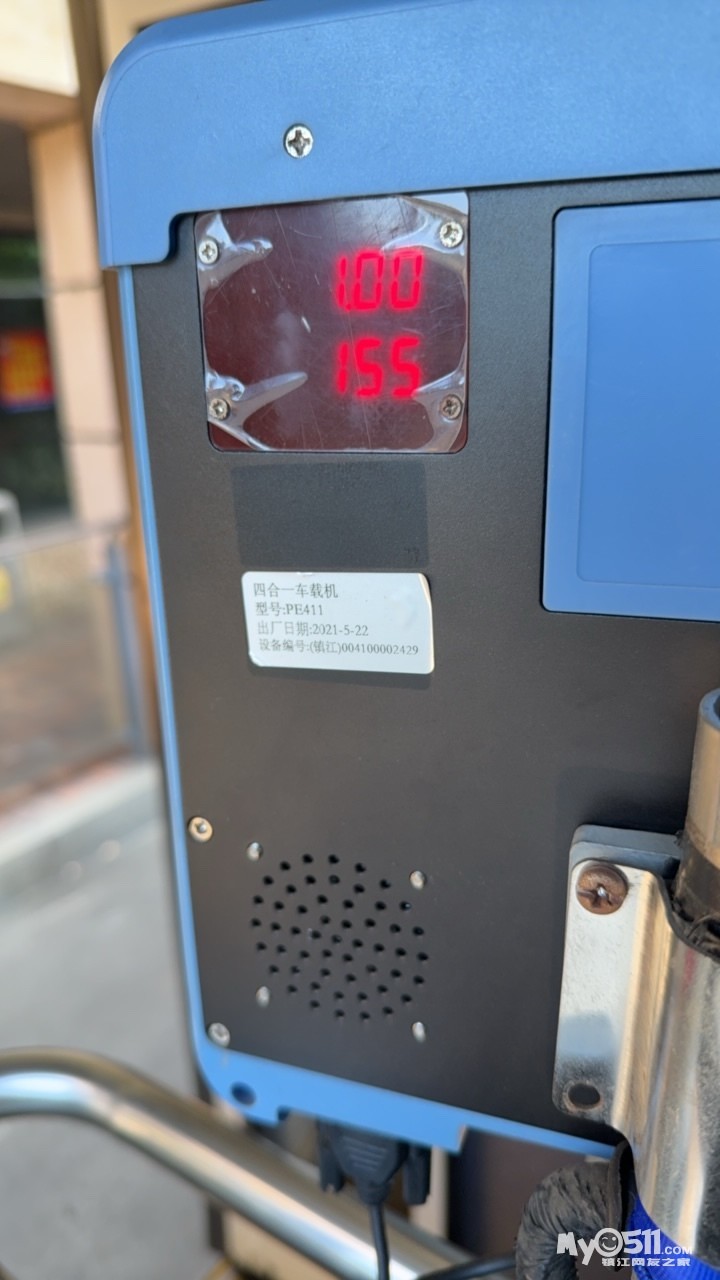 1.00
155
四合一车载机
型号:PE411
出厂日期:2021-5-22
设备编号:(镇江)004100002429
My0511.com
镇江网友之家